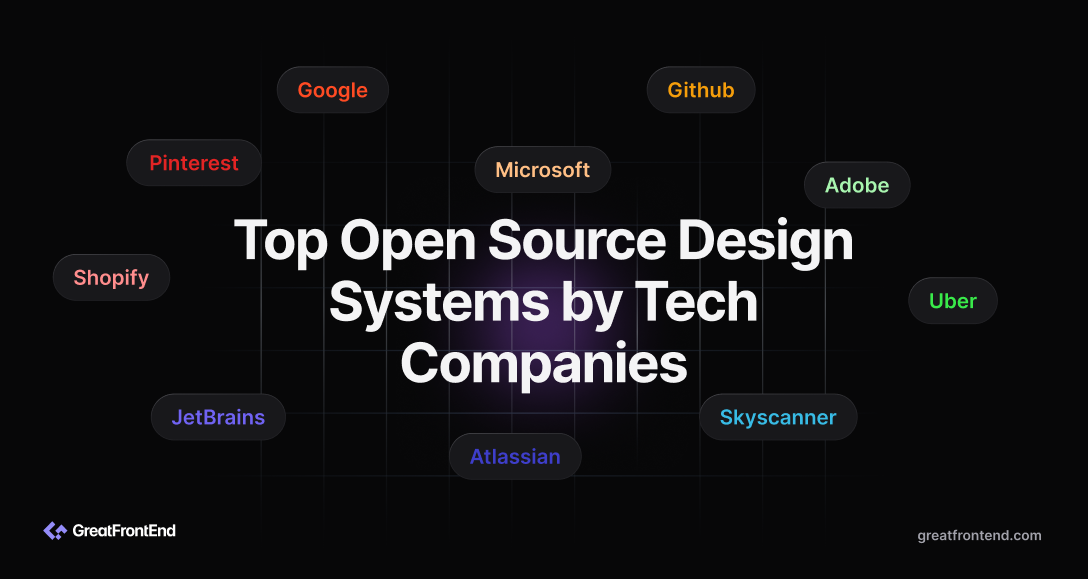 Google
Github
Pinterest
Microsoft
Adobe
Top Open Source Design
Systems by Tech
Companies
Shopify
Uber
JetBrains
Skyscanner
Atlassian
GreatFrontEnd
greatfrontend.com